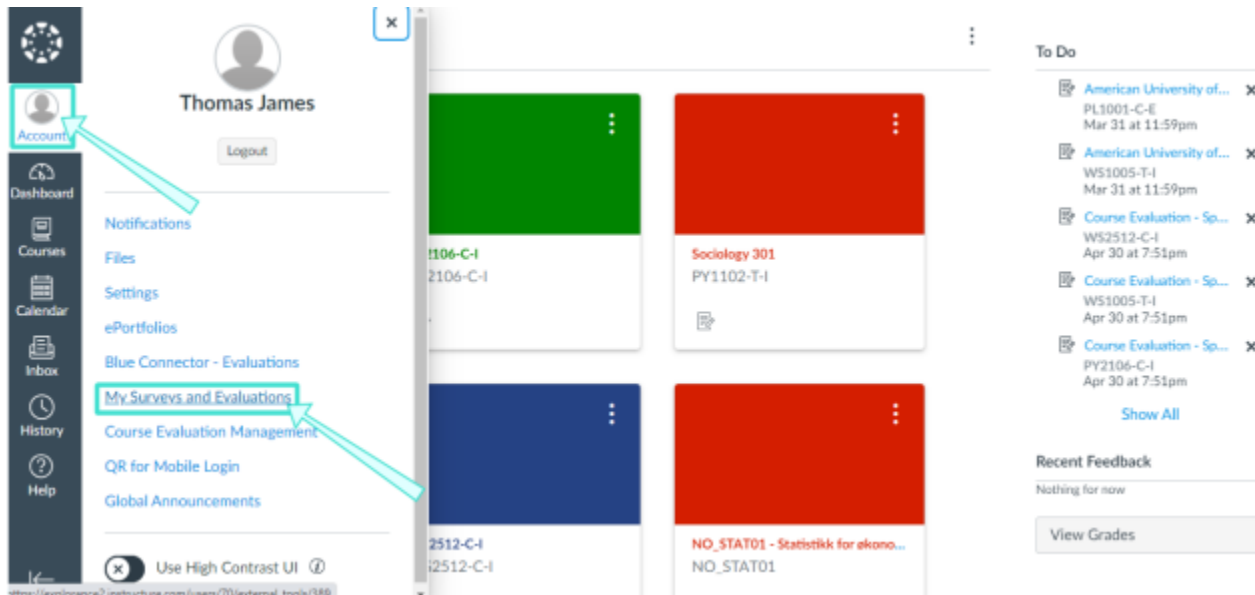 Account
Dashboard
Courses
Calendar
Inbox
History
Help
Thomas James
Logout
Notifications
Files
Settings
ePortfolios
Blue Connector - Evaluations
My Surveys and Evaluations
Course Evaluation Management
QR for Mobile Login
Global Announcements
Use High Contrast UI
2106-C-I
2106-C-I
Sociology 301
PY1102-T-I
2512-C-I
2512-C-I
NO_STAT01 - Statistikk for økono...
NO_STAT01
To Do
American University of...
PL1001-C-E
Mar 31 at 11:59pm
American University of...
WS1005-T-I
Mar 31 at 11:59pm
Course Evaluation - Sp...
WS2512-C-I
Apr 30 at 7:51pm
Course Evaluation - Sp...
WS1005-T-I
Apr 30 at 7:51pm
Course Evaluation - Sp...
PY2106-C-I
Apr 30 at 7:51pm
Show All
Recent Feedback
Nothing for now
View Grades